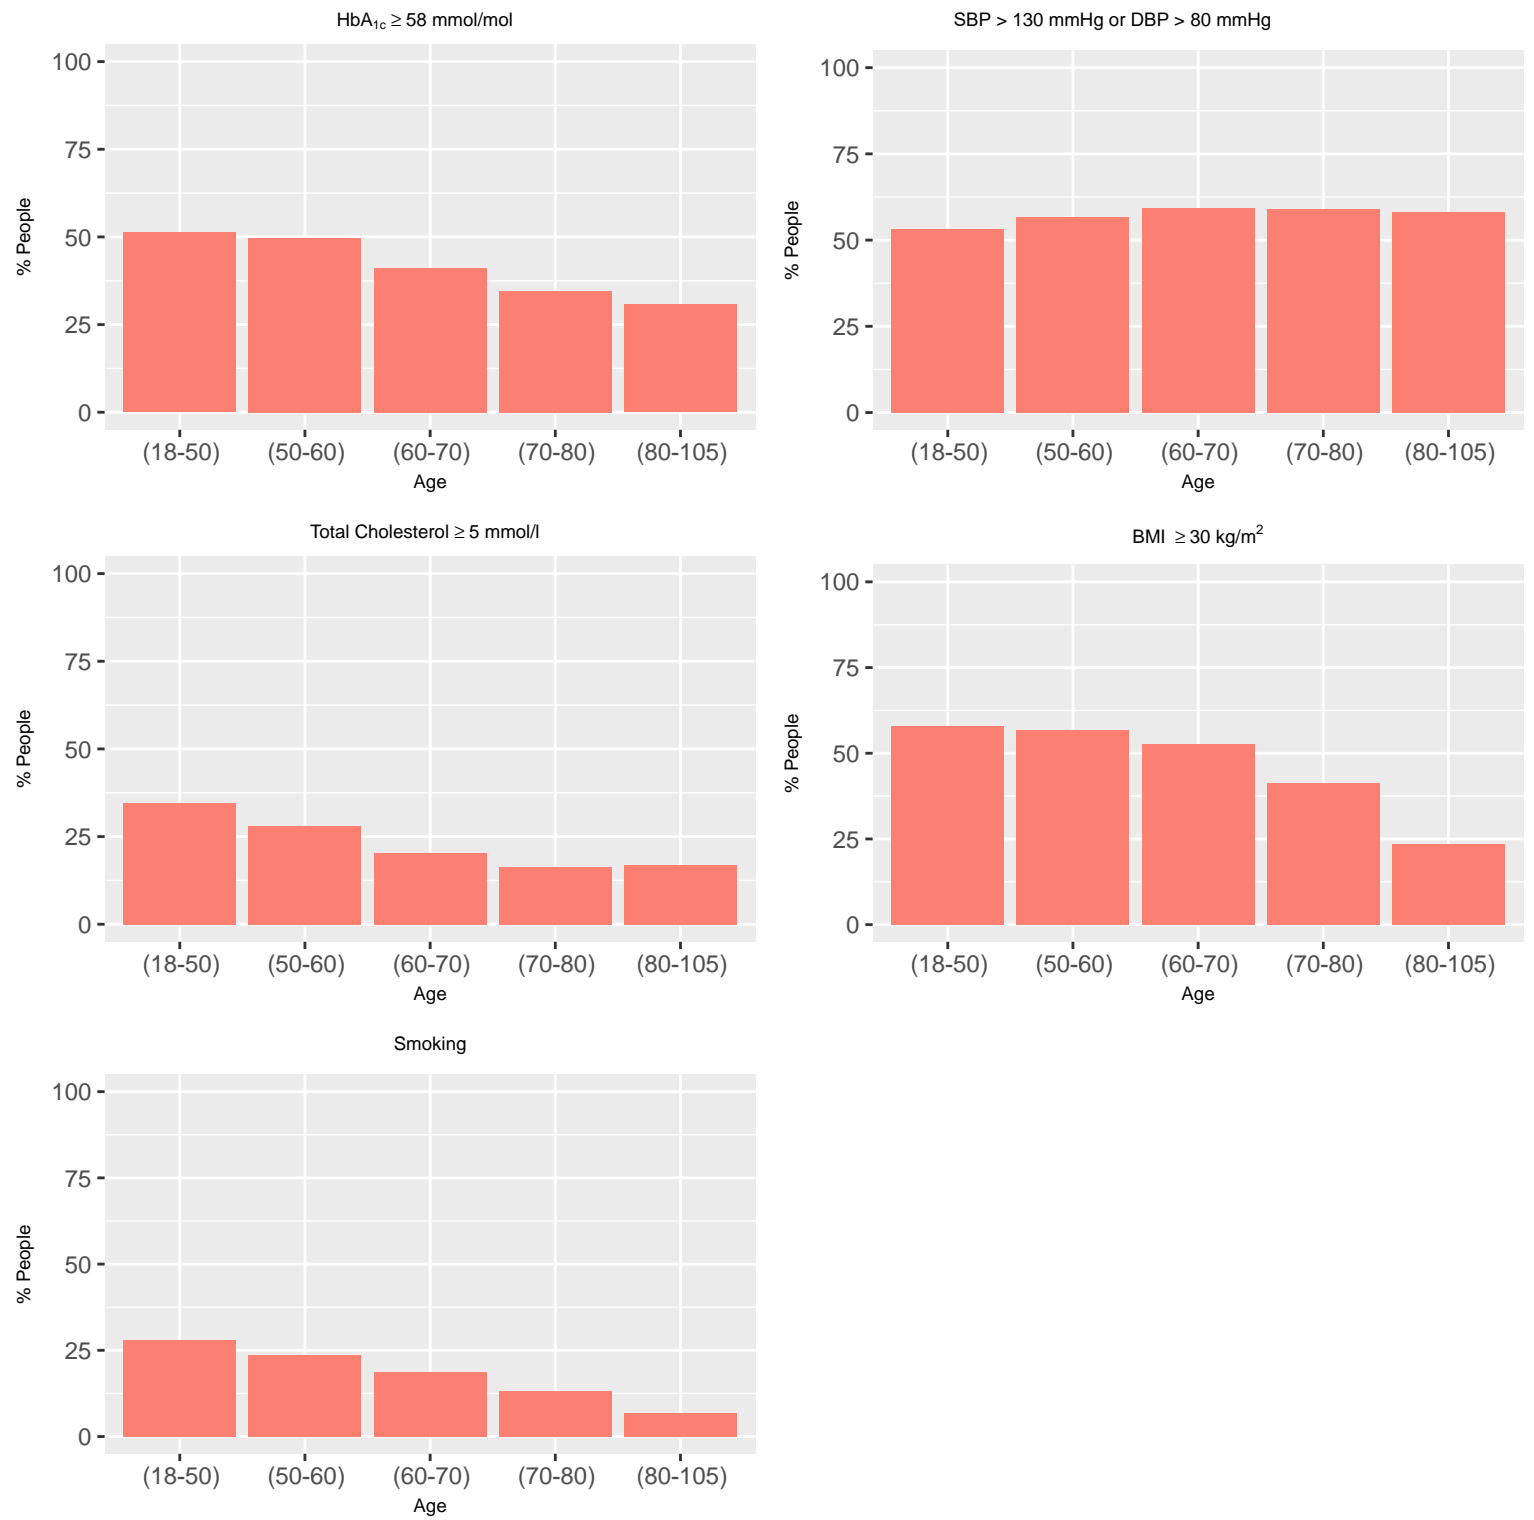 HbA1c ≥ 58 mmol/mol
100
75
50
25
0
% People
(18-50) (50-60) (60-70) (70-80) (80-105)
Age
SBP > 130 mmHg or DBP > 80 mmHg
100
75
50
25
0
% People
(18-50) (50-60) (60-70) (70-80) (80-105)
Age
Total Cholesterol ≥ 5 mmol/l
100
75
50
25
0
% People
(18-50) (50-60) (60-70) (70-80) (80-105)
Age
BMI ≥ 30 kg/m²
100
75
50
25
0
% People
(18-50) (50-60) (60-70) (70-80) (80-105)
Age
Smoking
100
75
50
25
0
% People
(18-50) (50-60) (60-70) (70-80) (80-105)
Age